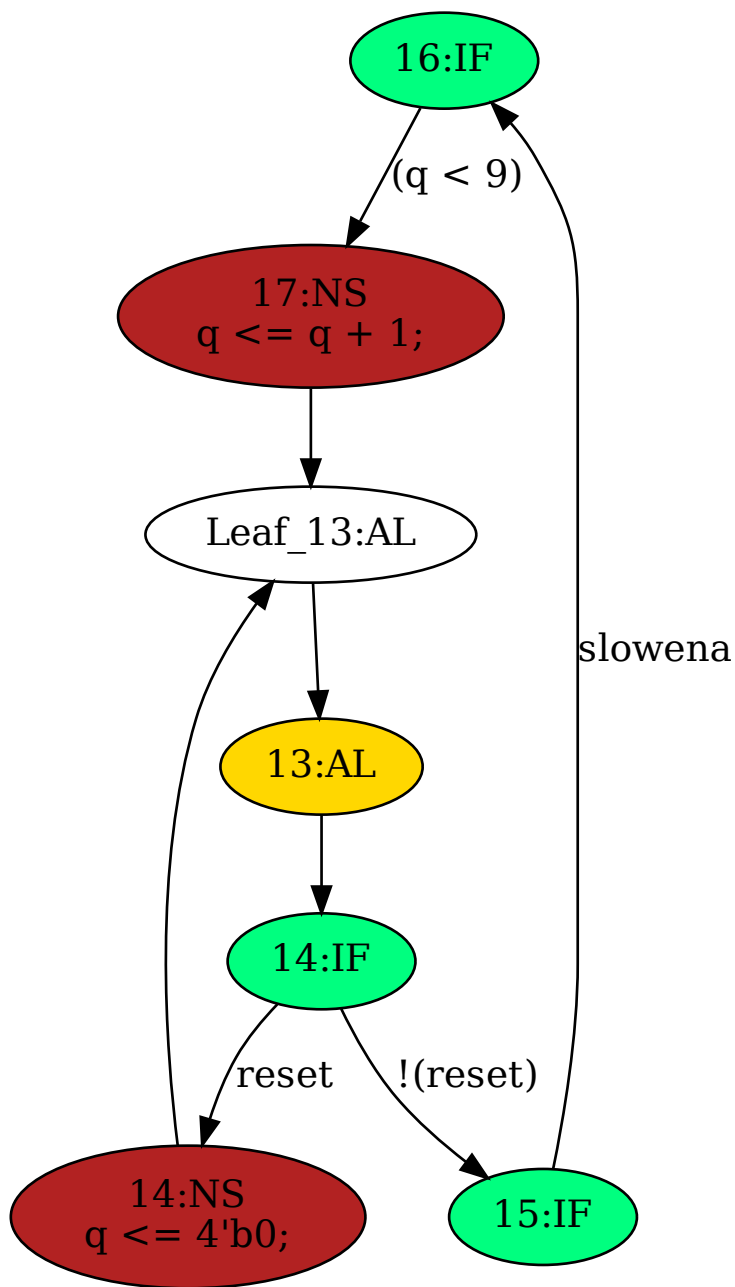 16:IF
(q < 9)
17:NS
q <= q + 1;
Leaf_13:AL
slowena
13:AL
14:IF
reset
!(reset)
14:NS
q <= 4'b0;
15:IF